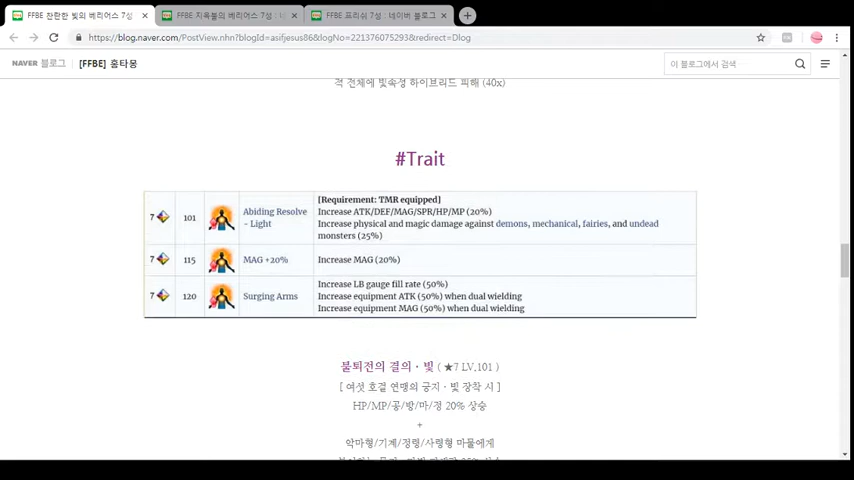 FFBE 찬란한 빛의 베리어스 7성
FFBE 지옥불의 베리어스 7성 : 네
FFBE 프리쉬 7성 : 네이버 블로그
https://blog.naver.com/PostView.nhn?blogId=asifjesus86&logNo=221376075293&redirect=Dlog
NAVER 블로그 | [FFBE] 홀타몽
이 블로그에서 검색
적 전체에 빛속성 하이브리드 피해 (40x)
#Trait
7 101 Abiding Resolve - Light
[Requirement: TMR equipped]
Increase ATK/DEF/MAG/SPR/HP/MP (20%)
Increase physical and magic damage against demons, mechanical, fairies, and undead
monsters (25%)
7 115 MAG +20% Increase MAG (20%)
7 120 Surging Arms
Increase LB gauge fill rate (50%)
Increase equipment ATK (50%) when dual wielding
Increase equipment MAG (50%) when dual wielding
불퇴전의 결의 · 빛 ( ★7 LV.101 )
[ 여섯 호걸 연맹의 긍지 · 빛 장착 시 ]
HP/MP/공/방/마/정 20% 상승
+
악마형/기계/정령/사령형 마물에게